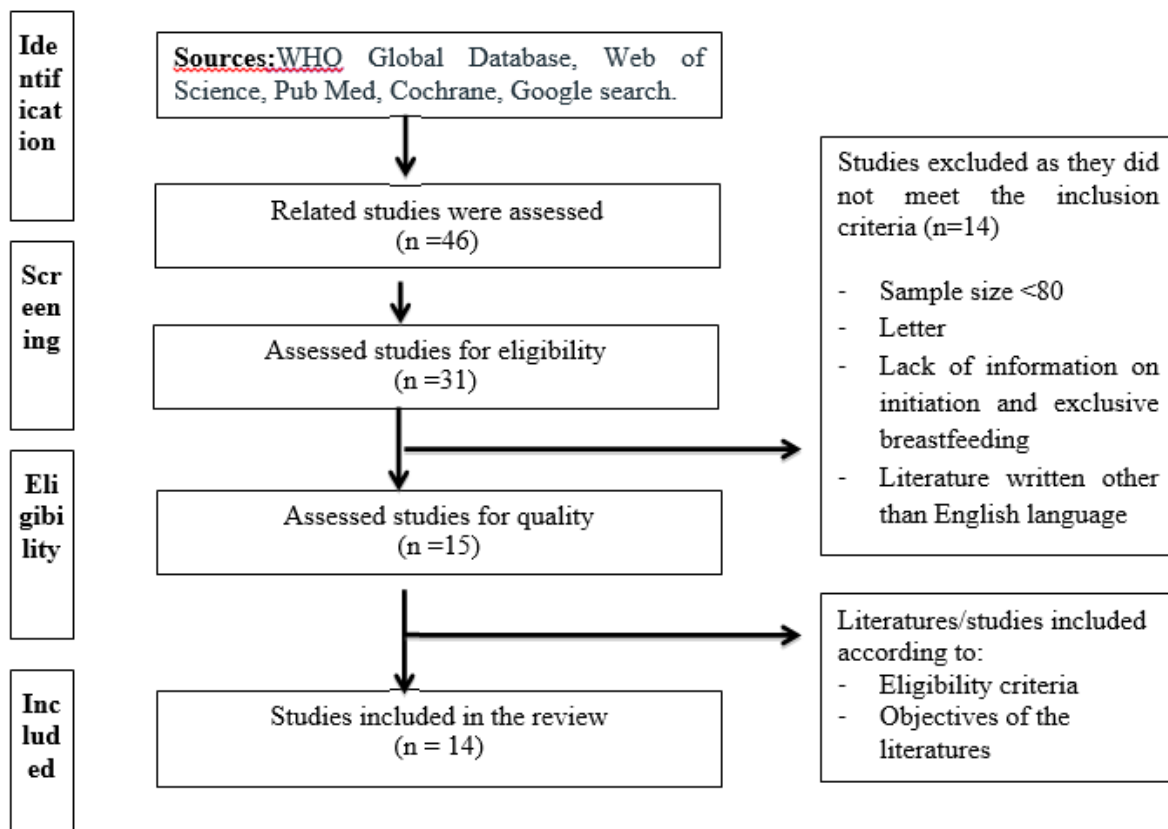 Ide
ntif
icat
ion
Sources:WHO Global Database, Web of
Science, Pub Med, Cochrane, Google search.
Related studies were assessed
(n =46)
Scr
een
ing
Assessed studies for eligibility
(n =31)
Studies excluded as they did
not meet the inclusion
criteria (n=14)
- Sample size <80
- Letter
- Lack of information on
initiation and exclusive
breastfeeding
- Literature written other
than English language
Eli
gibi
lity
Assessed studies for quality
(n =15)
Literatures/studies included
according to:
- Eligibility criteria
- Objectives of the
literatures
Inc
lud
ed
Studies included in the review
(n = 14)